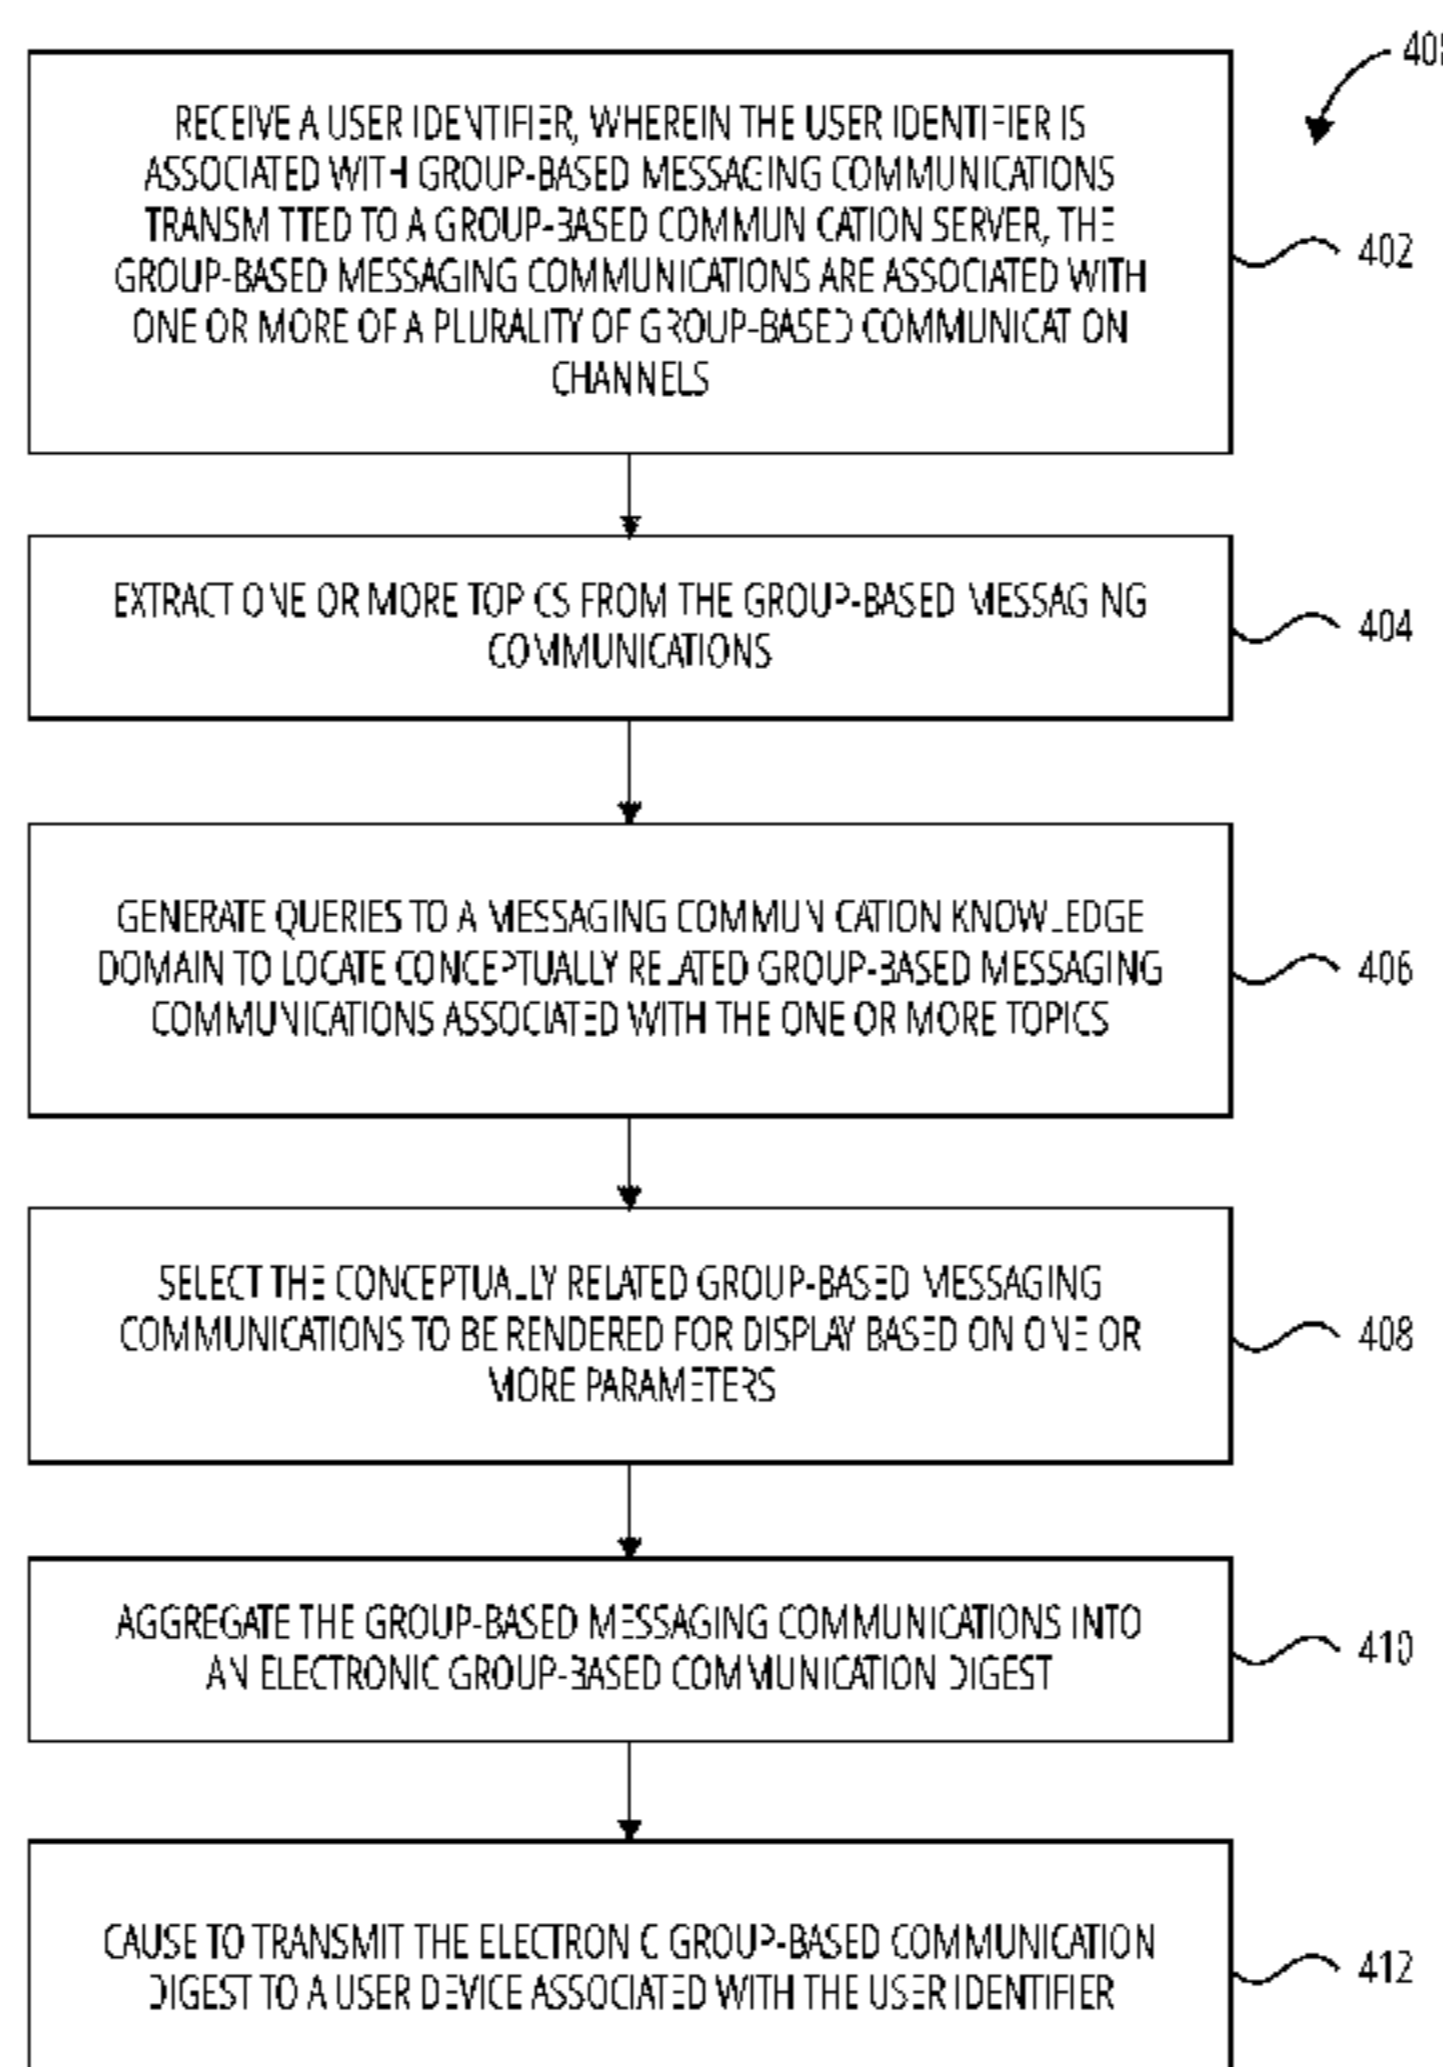 RECEIVE A USER IDENTIFIER, WHEREIN THE USER IDENTIFIER IS
ASSOCIATED WITH GROUP-BASED MESSAGING COMMUNICATIONS
TRANSMITTED TO A GROUP-BASED COMMUNICATION SERVER, THE
GROUP-BASED MESSAGING COMMUNICATIONS ARE ASSOCIATED WITH
ONE OR MORE OF A PLURALITY OF GROUP-BASED COMMUNICATION
CHANNELS
402
EXTRACT ONE OR MORE TOPICS FROM THE GROUP-BASED MESSAGING
COMMUNICATIONS
404
GENERATE QUERIES TO A MESSAGING COMMUNICATION KNOWLEDGE
DOMAIN TO LOCATE CONCEPTUALLY RELATED GROUP-BASED MESSAGING
COMMUNICATIONS ASSOCIATED WITH THE ONE OR MORE TOPICS
406
SELECT THE CONCEPTUALLY RELATED GROUP-BASED MESSAGING
COMMUNICATIONS TO BE RENDERED FOR DISPLAY BASED ON ONE OR
MORE PARAMETERS
408
AGGREGATE THE GROUP-BASED MESSAGING COMMUNICATIONS INTO
AN ELECTRONIC GROUP-BASED COMMUNICATION DIGEST
410
CAUSE TO TRANSMIT THE ELECTRONIC GROUP-BASED COMMUNICATION
DIGEST TO A USER DEVICE ASSOCIATED WITH THE USER IDENTIFIER
412